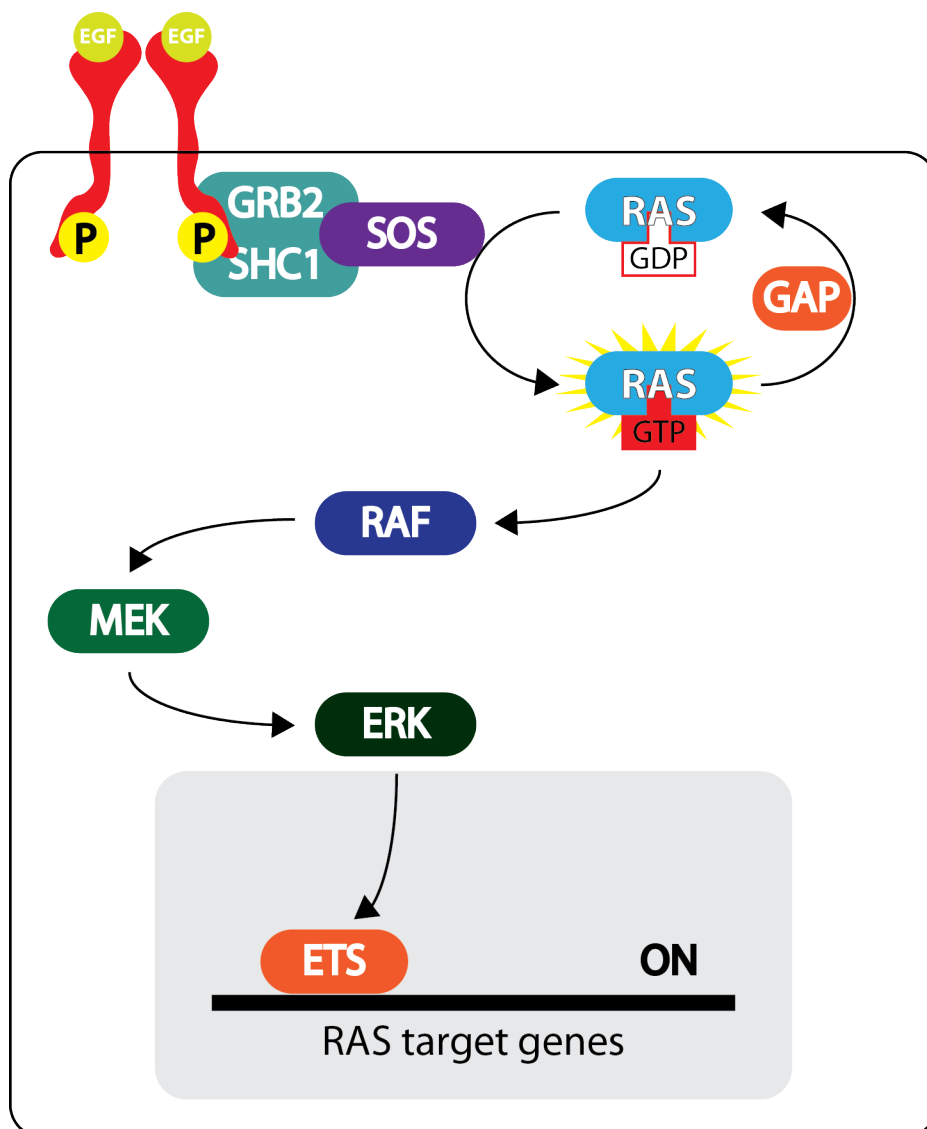 EGF
EGF
P
P
GRB2
SHC1
SOS
RAS
GDP
GAP
RAS
GTP
RAF
MEK
ERK
ETS
ON
RAS target genes